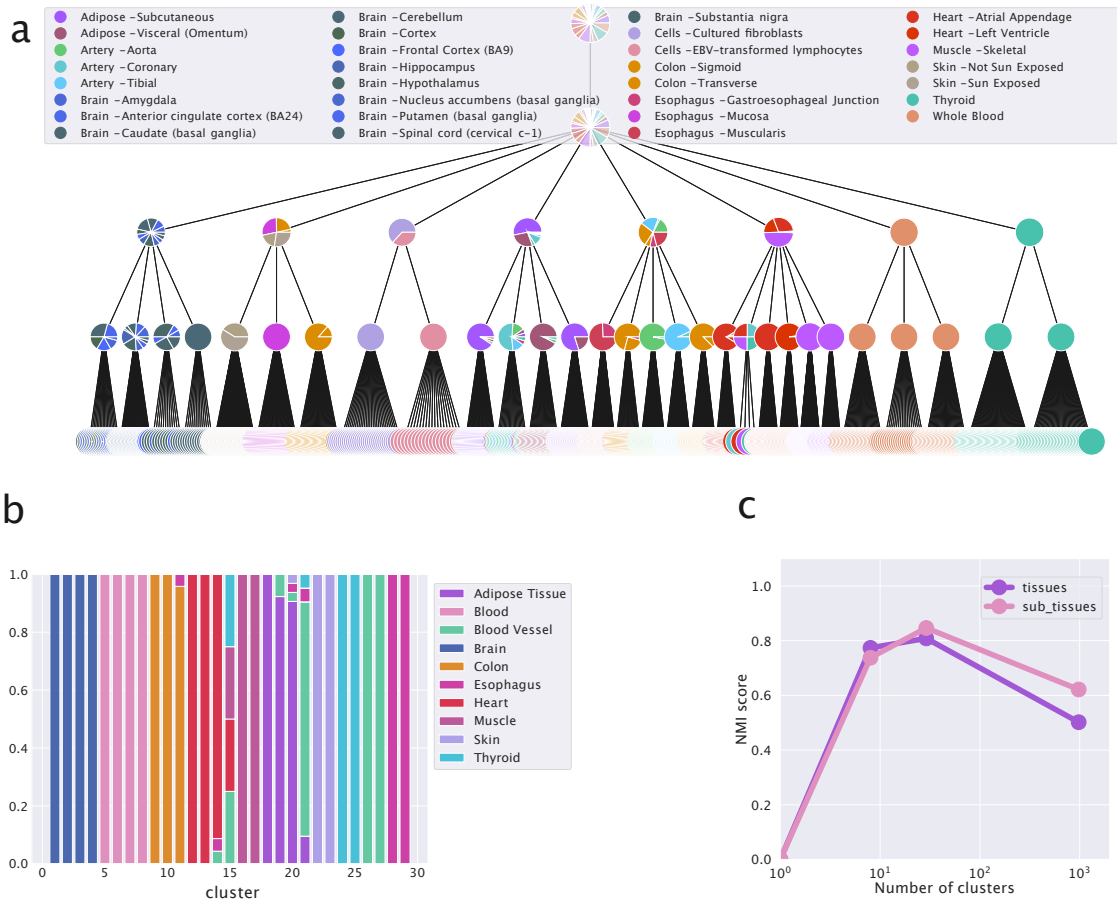 a
Adipose -Subcutaneous
Adipose -Visceral (Omentum)
Artery -Aorta
Artery -Coronary
Artery -Tibial
Brain -Amygdala
Brain -Anterior cingulate cortex (BA24)
Brain -Caudate (basal ganglia)
Brain -Cerebellum
Brain -Cortex
Brain -Frontal Cortex (BA9)
Brain -Hippocampus
Brain -Hypothalamus
Brain -Nucleus accumbens (basal ganglia)
Brain -Putamen (basal ganglia)
Brain -Spinal cord (cervical c-1)
Brain -Substantia nigra
Cells -Cultured fibroblasts
Cells -EBV-transformed lymphocytes
Colon -Sigmoid
Colon -Transverse
Esophagus -Gastroesophageal Junction
Esophagus -Mucosa
Esophagus -Muscularis
Heart -Atrial Appendage
Heart -Left Ventricle
Muscle -Skeletal
Skin -Not Sun Exposed
Skin -Sun Exposed
Thyroid
Whole Blood
b
1.0
0.8
0.6
0.4
0.2
0.0
0 5 10 15 20 25 30
cluster
Adipose Tissue
Blood
Blood Vessel
Brain
Colon
Esophagus
Heart
Muscle
Skin
Thyroid
c
NMI score
1.0
0.8
0.6
0.4
0.2
0.0
10⁰ 10¹ 10² 10³
Number of clusters
tissues
sub_tissues